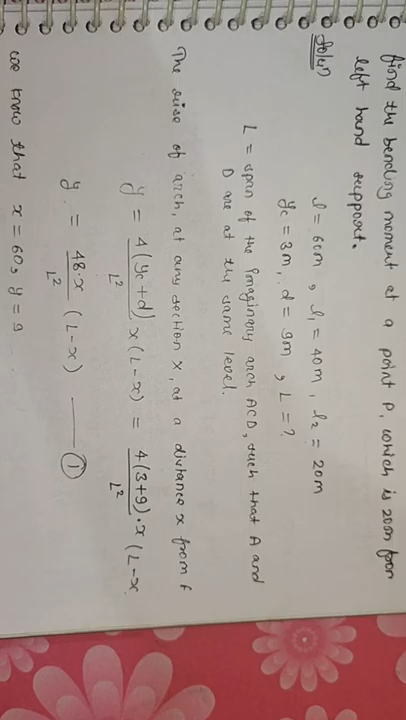 find the bending moment at a point P, which is 20m from
left hand support.
Sol:n)
l = 60m, l₁ = 40m, l₂ = 20m
yc = 3m, d = 9m, L = ?
L = span of the Imaginary arch ACD, such that A and
D are at the same level.
The rise of arch, at any section x, at a distance x from
y = 4(yc+d)/L² x(L-x) = 4(3+9)/L² · x(L-x
y = 48·x/L² (L-x) —— ①
we know that x = 60, y = 9